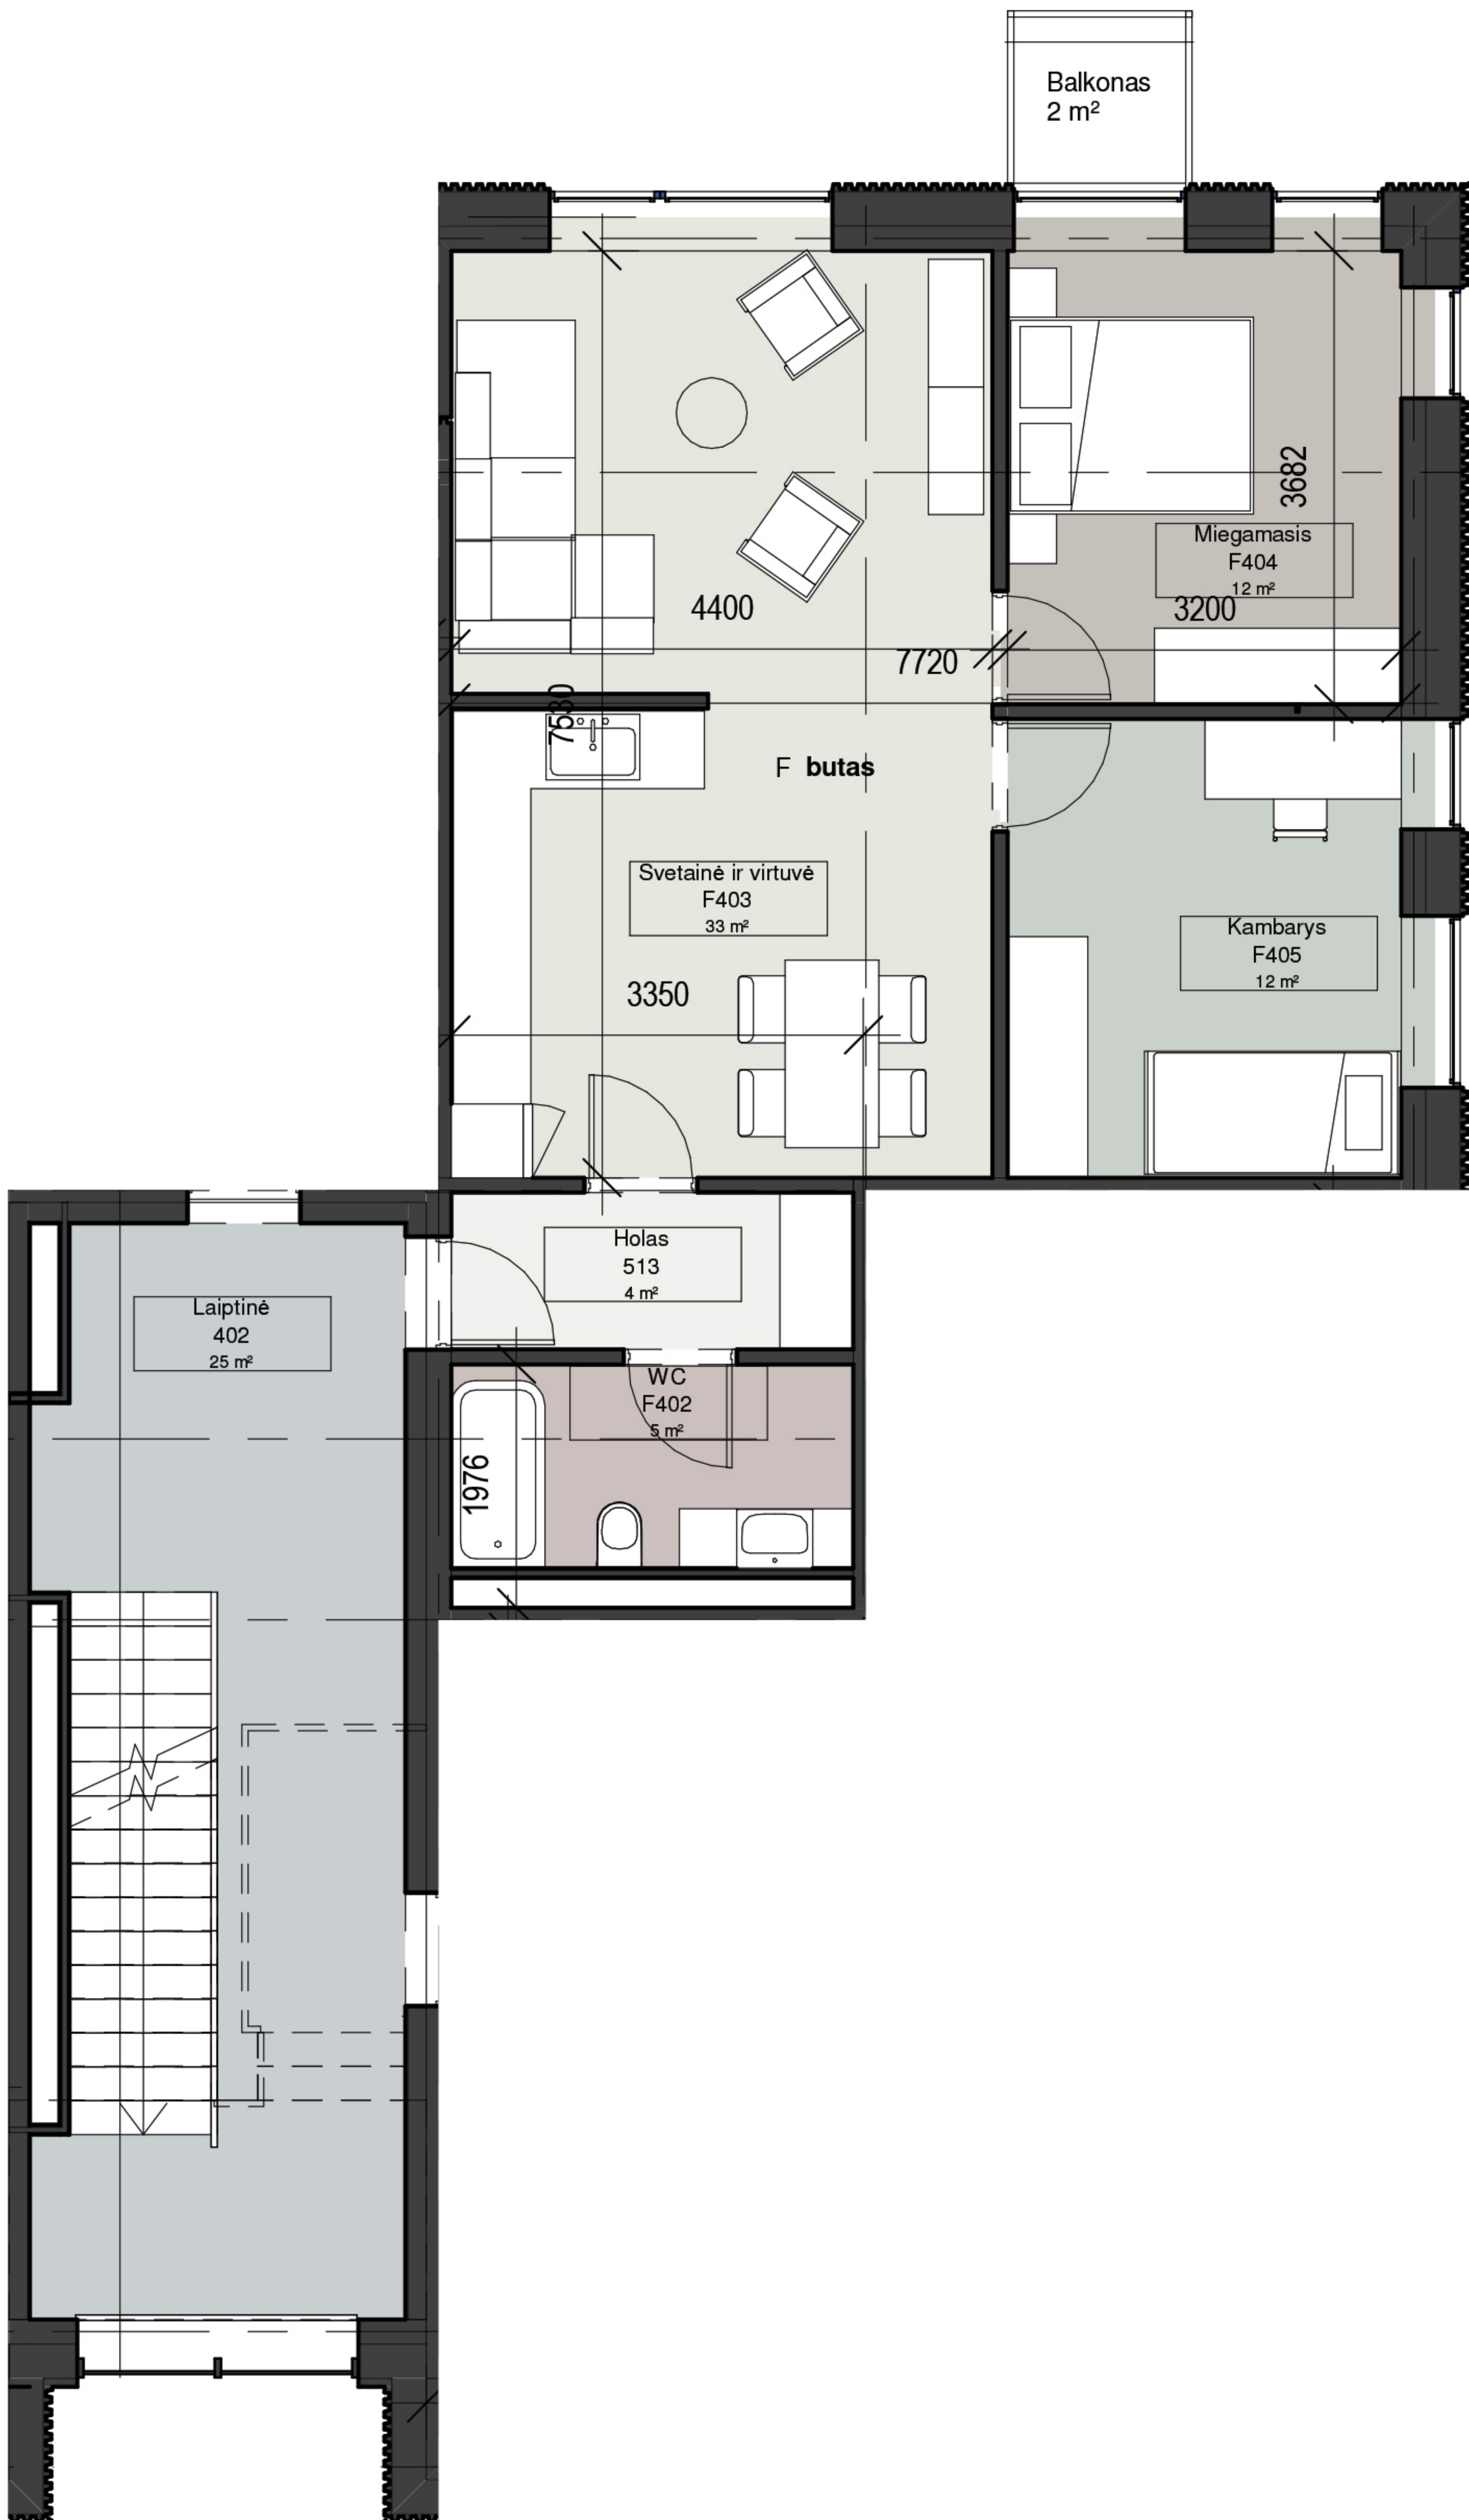 Balkonas
2 m²
3682
Miegamasis
F404
12 m²
4400
3200
7720
7530
F butas
Svetainė ir virtuvė
F403
33 m²
Kambarys
F405
12 m²
3350
Holas
513
4 m²
Laiptinė
402
25 m²
WC
F402
5 m²
1976